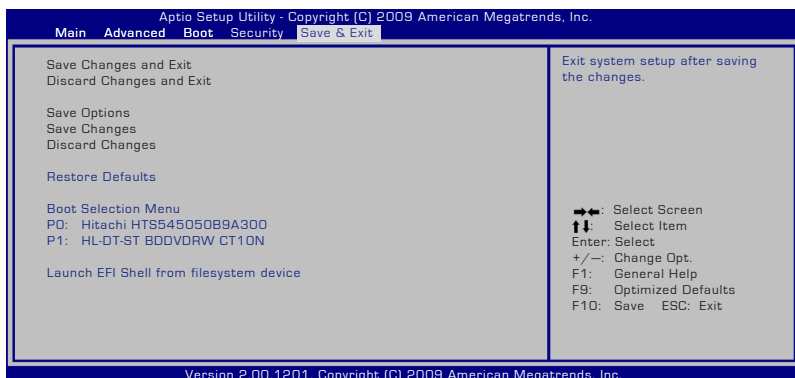 Aptio Setup Utility - Copyright (C) 2009 American Megatrends, Inc.
Main Advanced Boot Security Save & Exit
Save Changes and Exit
Discard Changes and Exit
Save Options
Save Changes
Discard Changes
Restore Defaults
Boot Selection Menu
P0: Hitachi HTS545050B9A300
P1: HL-DT-ST BDDVDRW CT10N
Launch EFI Shell from filesystem device
Exit system setup after saving
the changes.
→←: Select Screen
↑↓: Select Item
Enter: Select
+/—: Change Opt.
F1: General Help
F9: Optimized Defaults
F10: Save ESC: Exit
Version 2.00.1201. Copyright (C) 2009 American Megatrends, Inc.